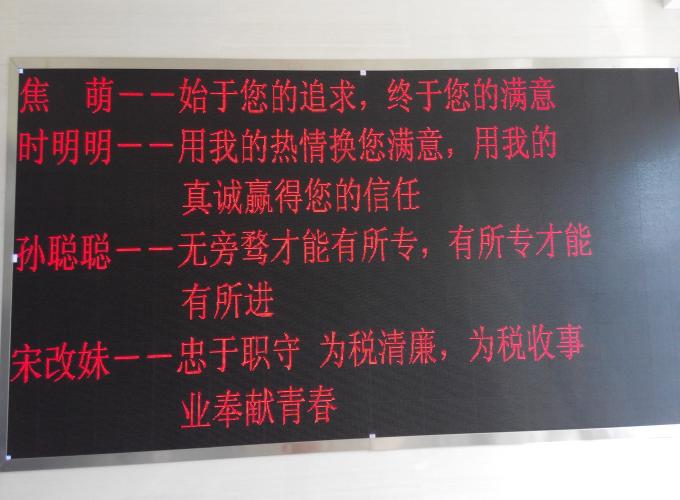 焦　萌－－始于您的追求，终于您的满意
时明明－－用我的热情换您满意，用我的
真诚赢得您的信任
孙聪聪－－无旁骛才能有所专，有所专才能
有所进
宋改妹－－忠于职守 为税清廉，为税收事
业奉献青春